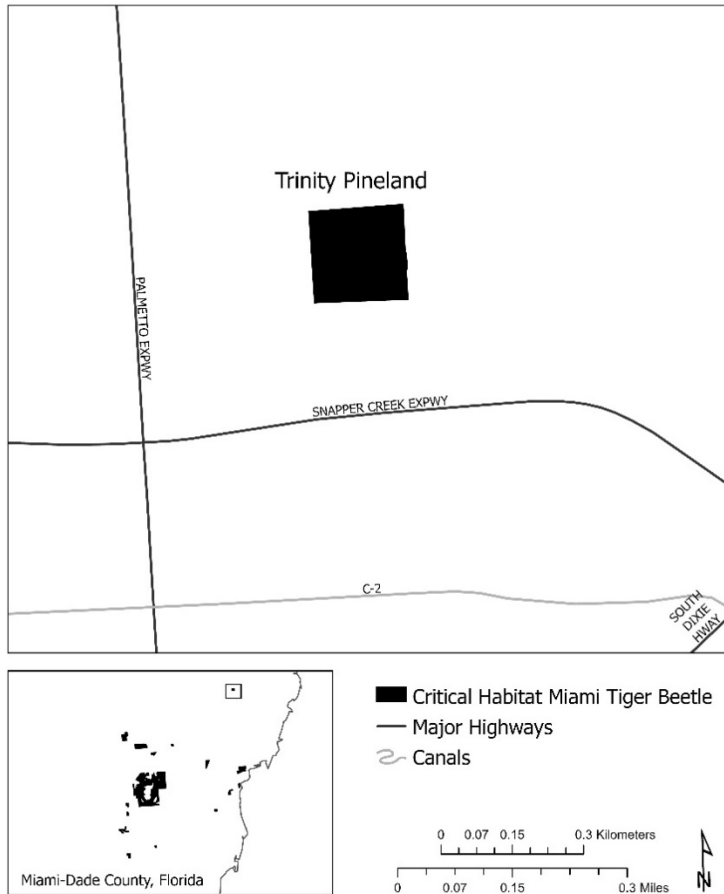 Trinity Pineland
PALMETTO EXPWY
SNAPPER CREEK EXPWY
C-2
SOUTH
DIXIE
HWAY
Miami-Dade County, Florida
Critical Habitat Miami Tiger Beetle
Major Highways
Canals
0 0.07 0.15 0.3 Kilometers
0 0.07 0.15 0.3 Miles
N